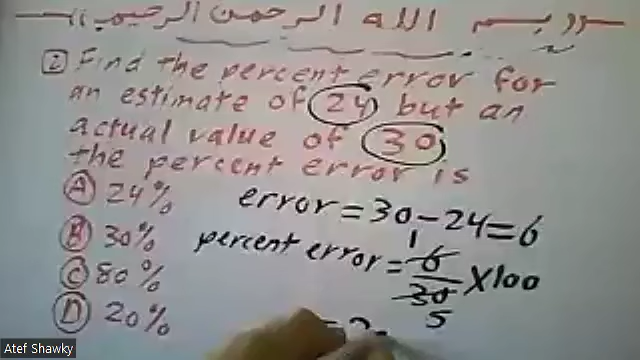 بسم الله الرحمن الرحيم
2 Find the percent error for
an estimate of 24 but an
actual value of 30
the percent error is
A 24%
error = 30 - 24 = 6
B 30%
percent error = 6/30 X100
1
5
C 80%
D 20%
= 2
Atef Shawky